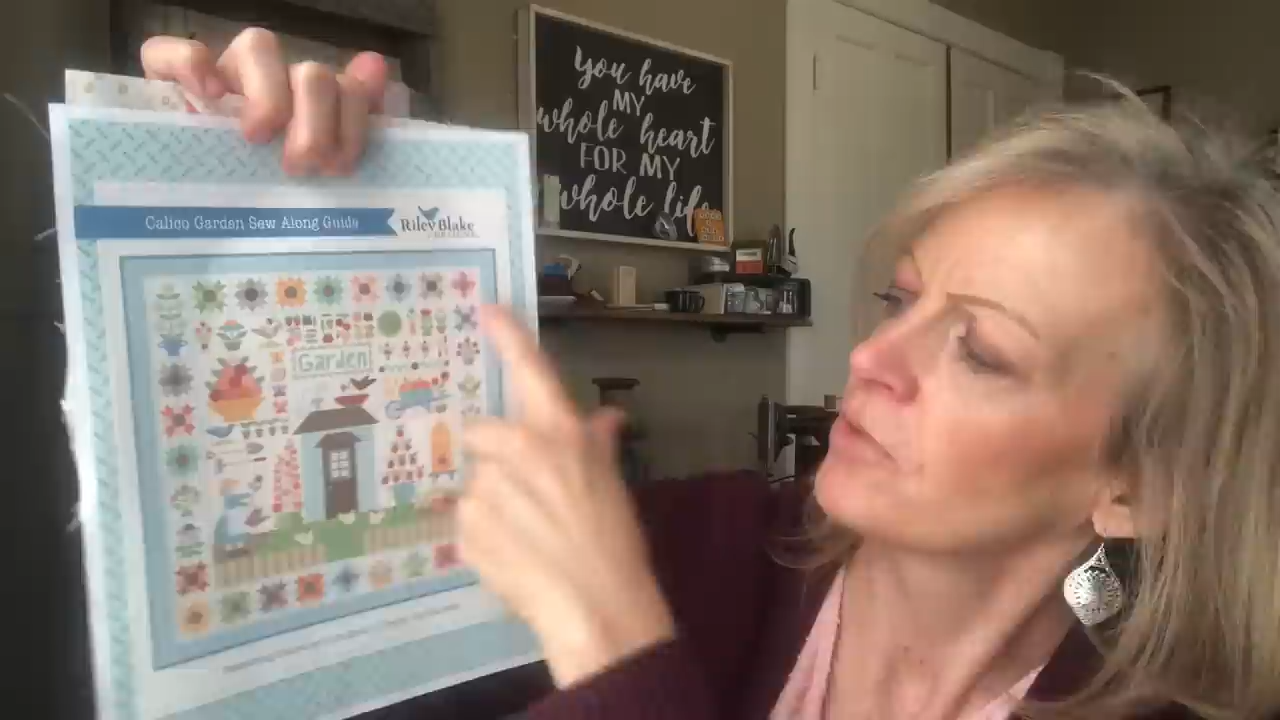 You have
MY
whole heart
FOR MY
whole life
Calico Garden Sew Along Guide
Riley Blake
Garden